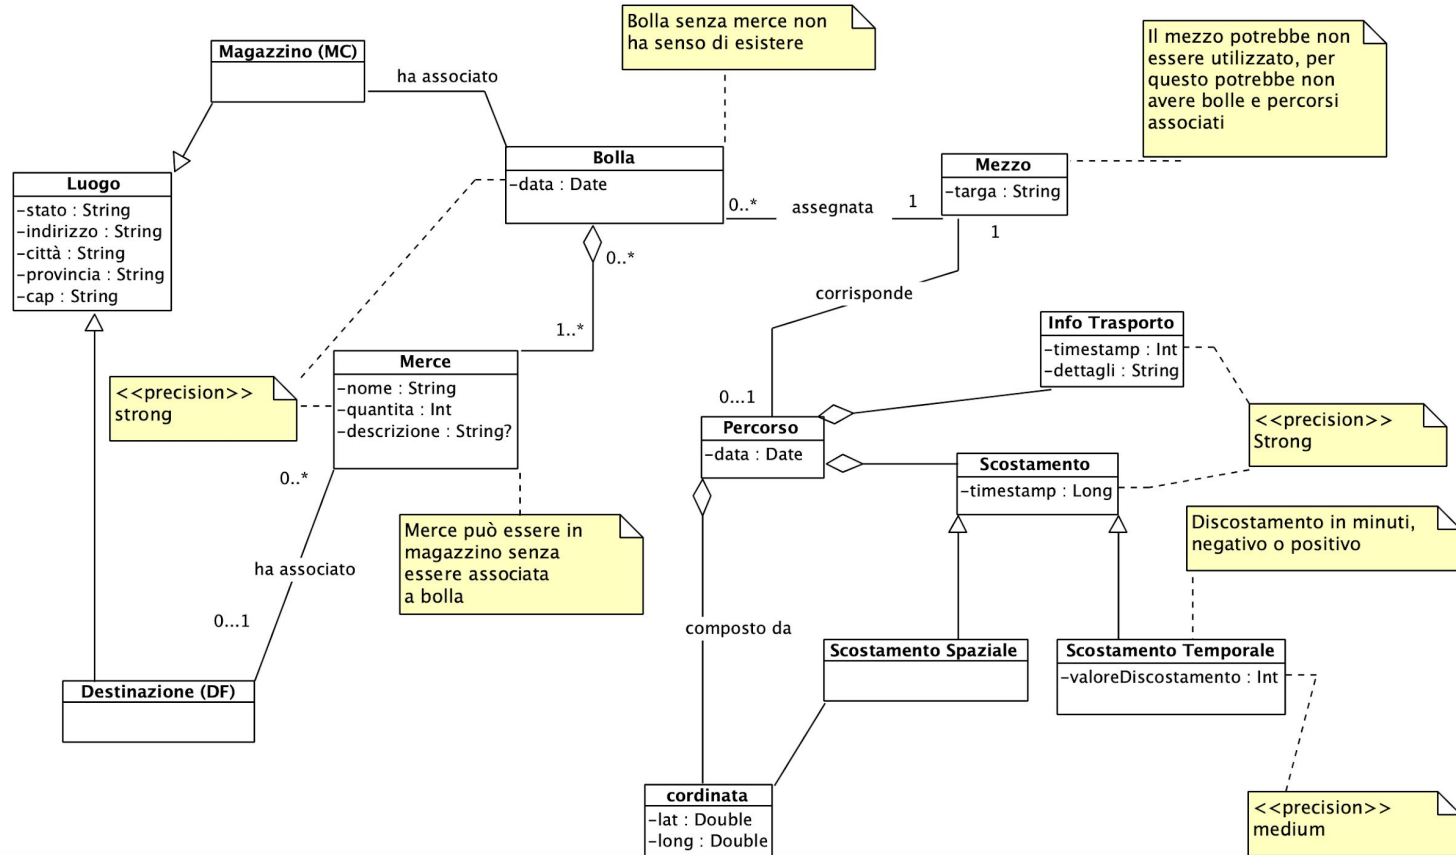 Bolla senza merce non
ha senso di esistere
Il mezzo potrebbe non
essere utilizzato, per
questo potrebbe non
avere bolle e percorsi
associati
Magazzino (MC)
ha associato
Bolla
-data : Date
Mezzo
-targa : String
Luogo
-stato : String
-indirizzo : String
-città : String
-provincia : String
-cap : String
0..*
assegnata
1
1
0..*
corrisponde
1..*
Merce
-nome : String
-quantita : Int
-descrizione : String?
<<precision>>
strong
Info Trasporto
-timestamp : Int
-dettagli : String
0...1
Percorso
-data : Date
<<precision>>
Strong
Scostamento
-timestamp : Long
0..*
Merce può essere in
magazzino senza
essere associata
a bolla
Discostamento in minuti,
negativo o positivo
ha associato
0...1
composto da
Scostamento Spaziale
Scostamento Temporale
-valoreDiscostamento : Int
Destinazione (DF)
cordinata
-lat : Double
-long : Double
<<precision>>
medium